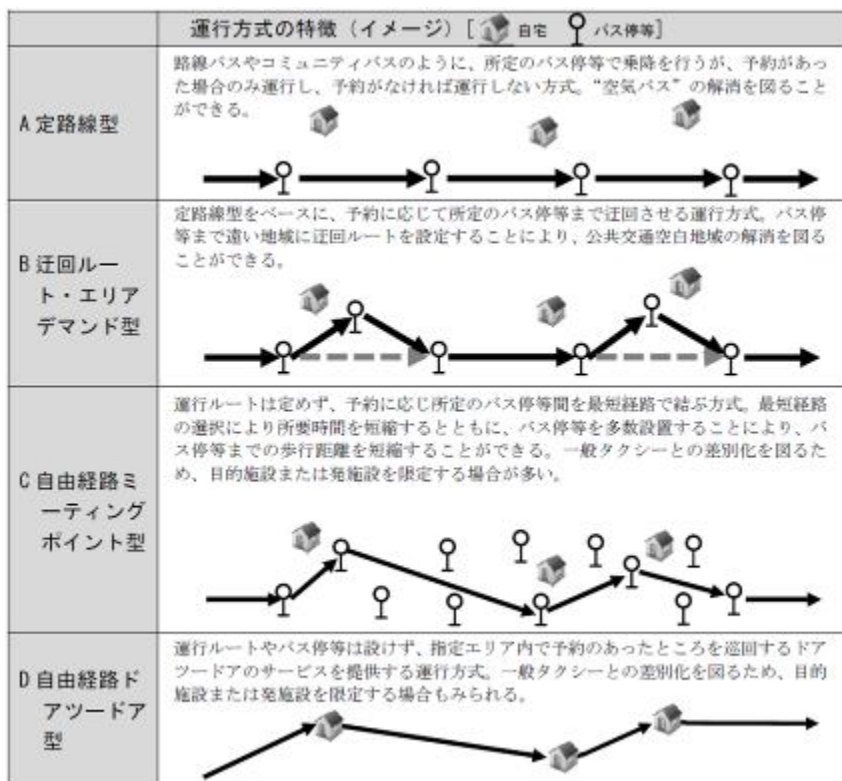 運行方式の特徴（イメージ）[ 自宅 バス停等]
A 定路線型
路線バスやコミュニティバスのように、所定のバス停等で乗降を行うが、予約があっ
た場合のみ運行し、予約がなければ運行しない方式。“空気バス”の解消を図ること
ができる。
B 迂回ルー
ト・エリア
デマンド型
定路線型をベースに、予約に応じて所定のバス停等まで迂回させる運行方式。バス停
等まで遠い地域に迂回ルートを設定することにより、公共交通空白地域の解消を図る
ことができる。
C 自由経路ミ
ーティング
ポイント型
運行ルートは定めず、予約に応じ所定のバス停等間を最短経路で結ぶ方式。最短経路
の選択により所要時間を短縮するとともに、バス停等を多数設置することにより、バ
ス停等までの歩行距離を短縮することができる。一般タクシーとの差別化を図るた
め、目的施設または発施設を限定する場合が多い。
D 自由経路ド
アツードア
型
運行ルートやバス停等は設けず、指定エリア内で予約のあったところを巡回するドア
ツードアのサービスを提供する運行方式。一般タクシーとの差別化を図るため、目的
施設または発施設を限定する場合もみられる。